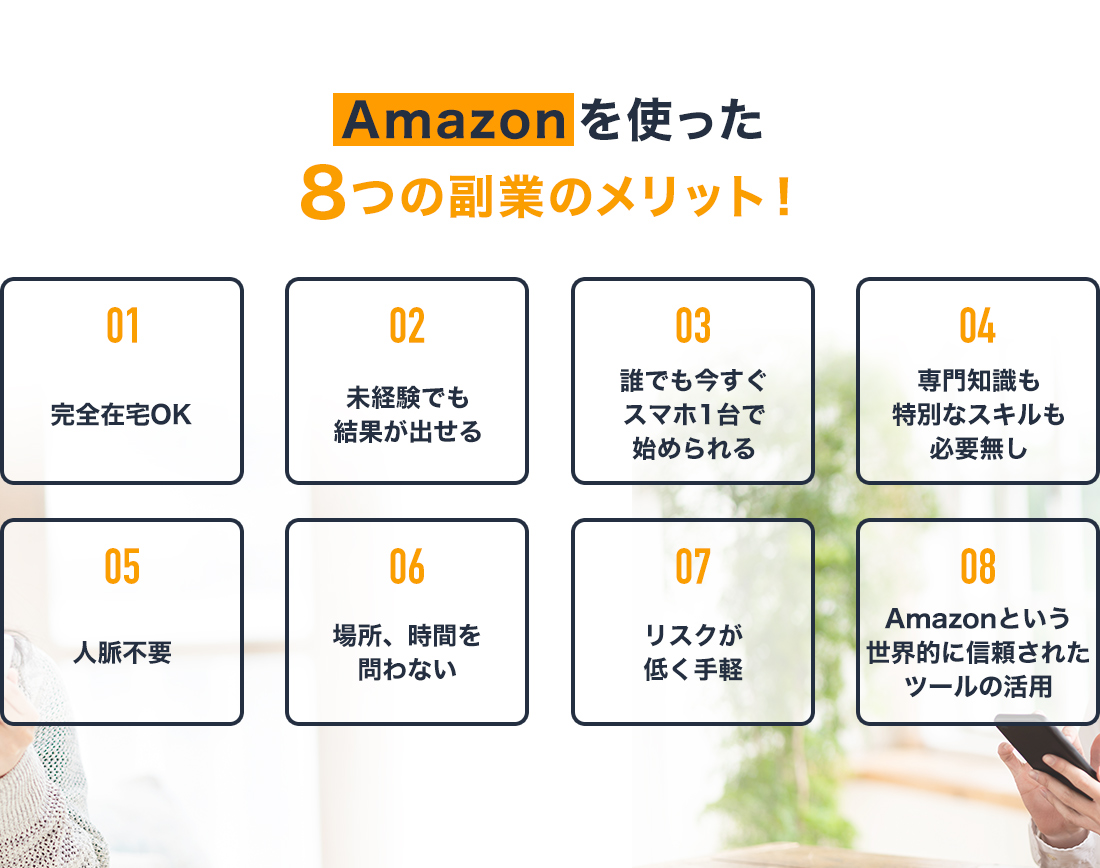 Amazonを使った
8つの副業のメリット！
01
完全在宅OK
02
未経験でも
結果が出せる
03
誰でも今すぐ
スマホ1台で
始められる
04
専門知識も
特別なスキルも
必要無し
05
人脈不要
06
場所、時間を
問わない
07
リスクが
低く手軽
08
Amazonという
世界的に信頼された
ツールの活用